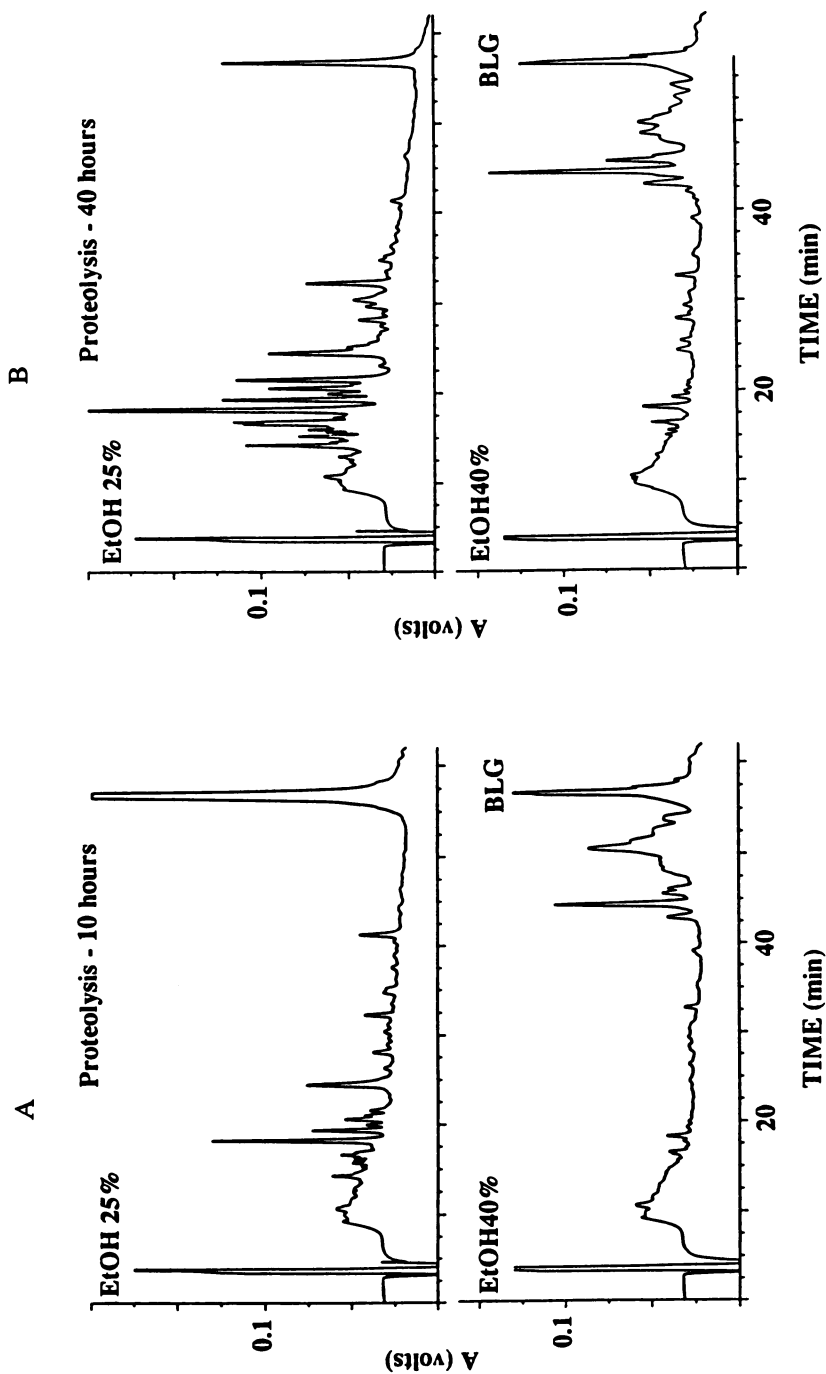 A
Proteolysis - 10 hours
EtOH 25%
0.1
A (volts)
BLG
EtOH40%
0.1
20
40
TIME (min)
B
Proteolysis - 40 hours
EtOH 25%
0.1
A (volts)
BLG
EtOH40%
0.1
20
40
TIME (min)